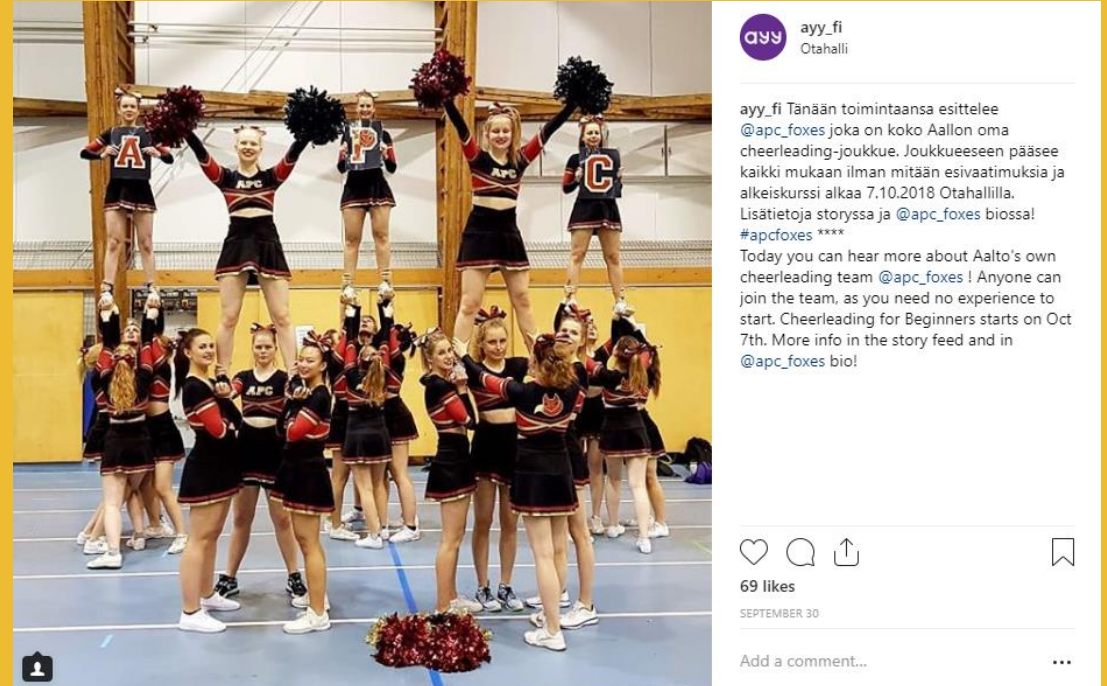 A
P
C
APC
APC
APC
ayy
ayy_fi
Otahalli
ayy_fi Tänään toimintaansa esittelee
@apc_foxes joka on koko Aallon oma
cheerleading-joukkue. Joukkueeseen pääsee
kaikki mukaan ilman mitään esivaatimuksia ja
alkeiskurssi alkaa 7.10.2018 Otahallilla.
Lisätietoja storyssa ja @apc_foxes biossa!
#apcfoxes ****
Today you can hear more about Aalto's own
cheerleading team @apc_foxes ! Anyone can
join the team, as you need no experience to
start. Cheerleading for Beginners starts on Oct
7th. More info in the story feed and in
@apc_foxes bio!
69 likes
SEPTEMBER 30
Add a comment...